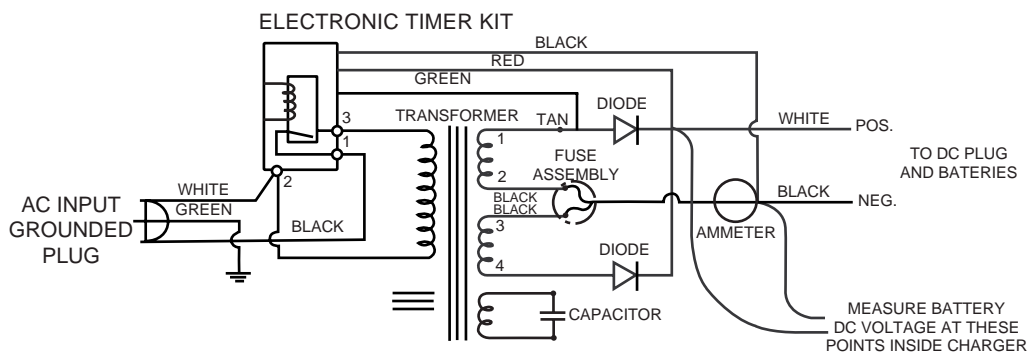 ELECTRONIC TIMER KIT
BLACK
RED
GREEN
3
1
2
TRANSFORMER
TAN
DIODE
WHITE
POS.
1
2
FUSE
ASSEMBLY
TO DC PLUG
AND BATERIES
WHITE
GREEN
BLACK
AC INPUT
GROUNDED
PLUG
BLACK
BLACK
BLACK
NEG.
3
4
AMMETER
DIODE
CAPACITOR
MEASURE BATTERY
DC VOLTAGE AT THESE
POINTS INSIDE CHARGER